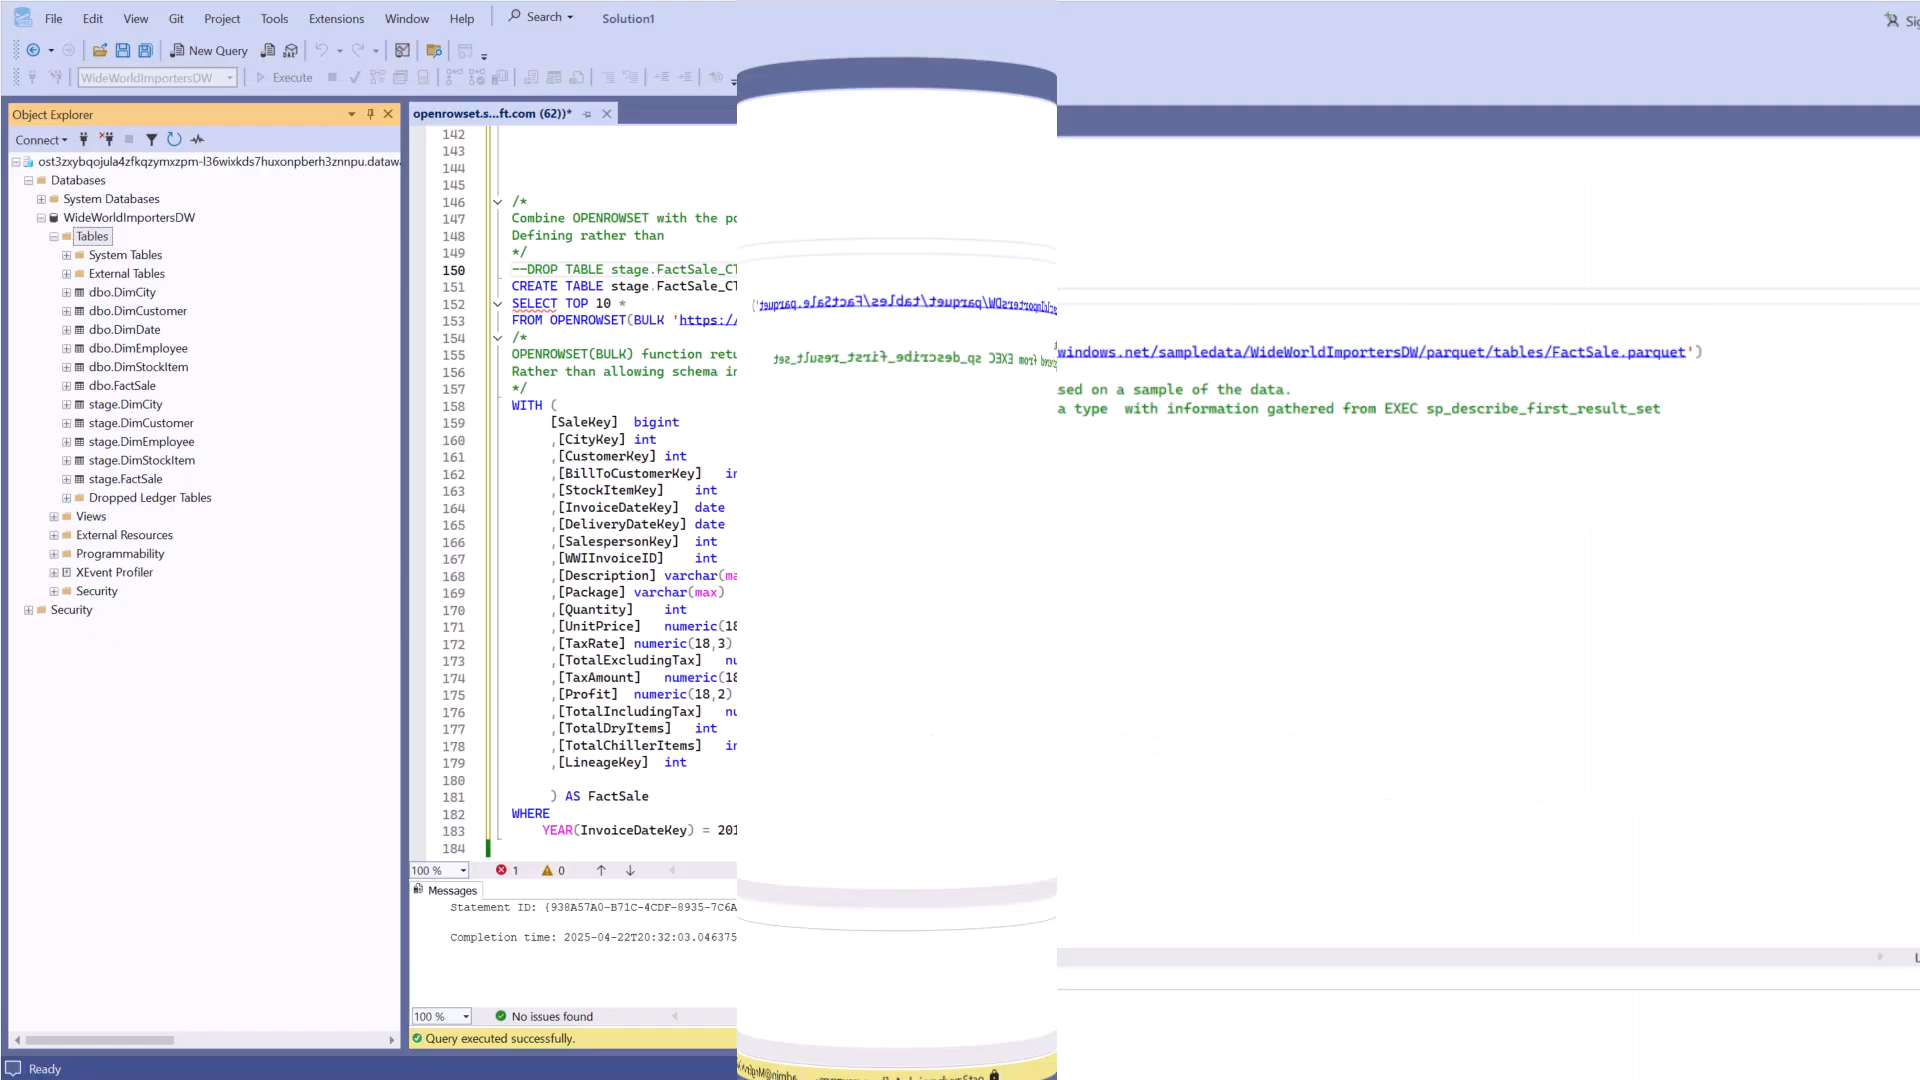 File Edit View Git Project Tools Extensions Window Help Search Solution1
New Query
WideWorldImportersDW Execute
Object Explorer
Connect
ost3zxybqojula4zfkqzymxzpm-l36wixkds7huxonpberh3znnpu.datawa
Databases
System Databases
WideWorldImportersDW
Tables
System Tables
External Tables
dbo.DimCity
dbo.DimCustomer
dbo.DimDate
dbo.DimEmployee
dbo.DimStockItem
dbo.FactSale
stage.DimCity
stage.DimCustomer
stage.DimEmployee
stage.DimStockItem
stage.FactSale
Dropped Ledger Tables
Views
External Resources
Programmability
XEvent Profiler
Security
Security
openrowset.s...ft.com (62))*
142
143
144
145
146 /*
147 Combine OPENROWSET with the po
148 Defining rather than
149 */
150 --DROP TABLE stage.FactSale_CT
151 CREATE TABLE stage.FactSale_CT
152 SELECT TOP 10 *
153 FROM OPENROWSET(BULK 'https://
154 /*
155 OPENROWSET(BULK) function retu
156 Rather than allowing schema in
157 */
158 WITH (
159 [SaleKey] bigint
160 ,[CityKey] int
161 ,[CustomerKey] int
162 ,[BillToCustomerKey] in
163 ,[StockItemKey] int
164 ,[InvoiceDateKey] date
165 ,[DeliveryDateKey] date
166 ,[SalespersonKey] int
167 ,[WWIInvoiceID] int
168 ,[Description] varchar(ma
169 ,[Package] varchar(max)
170 ,[Quantity] int
171 ,[UnitPrice] numeric(18
172 ,[TaxRate] numeric(18,3)
173 ,[TotalExcludingTax] nu
174 ,[TaxAmount] numeric(18
175 ,[Profit] numeric(18,2)
176 ,[TotalIncludingTax] nu
177 ,[TotalDryItems] int
178 ,[TotalChillerItems] in
179 ,[LineageKey] int
180
181 ) AS FactSale
182 WHERE
183 YEAR(InvoiceDateKey) = 201
184
100 % 1 0
Messages
Statement ID: {938A57A0-B71C-4CDF-8935-7C6A
Completion time: 2025-04-22T20:32:03.046375
100 % No issues found
Query executed successfully.
Ready
ImportersDW/parquet/tables/FactSale.parquet')
from EXEC sp_describe_first_result_set
windows.net/sampledata/WideWorldImportersDW/parquet/tables/FactSale.parquet')
sed on a sample of the data.
a type with information gathered from EXEC sp_describe_first_result_set